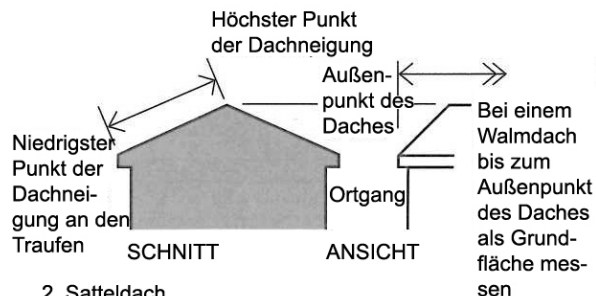 Höchster Punkt
der Dachneigung
Außen-
punkt des
Daches
Niedrigster
Punkt der
Dachnei-
gung an den
Traufen
Ortgang
Bei einem
Walmdach
bis zum
Außenpunkt
des Daches
als Grund-
fläche mes-
sen
SCHNITT
ANSICHT
2. Satteldach